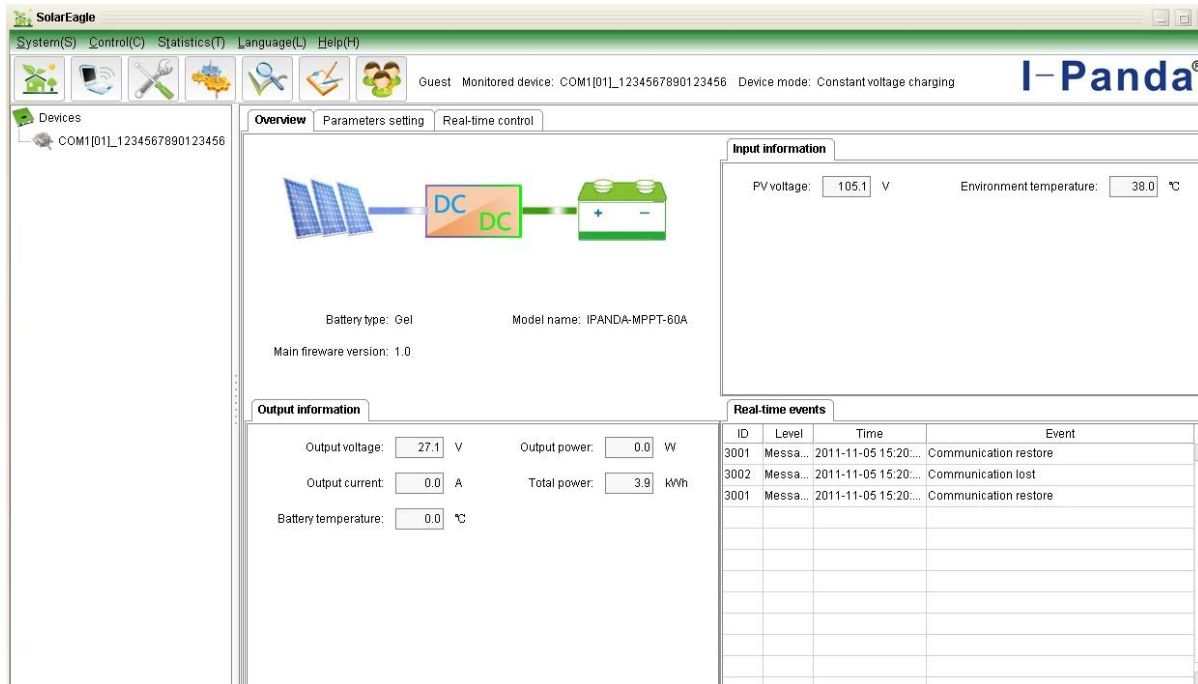 SolarEagle
System(S) Control(C) Statistics(T) Language(L) Help(H)
Guest Monitored device: COM1[01]_1234567890123456 Device mode: Constant voltage charging
I-Panda®
Devices
COM1[01]_1234567890123456
Overview Parameters setting Real-time control
DC
DC
+ −
Battery type: Gel Model name: IPANDA-MPPT-60A
Main fireware version: 1.0
Input information
PV voltage: 105.1 V Environment temperature: 38.0 ℃
Output information
Output voltage: 27.1 V Output power: 0.0 W
Output current: 0.0 A Total power: 3.9 kWh
Battery temperature: 0.0 ℃
Real-time events
ID Level Time Event
3001 Messa... 2011-11-05 15:20:... Communication restore
3002 Messa... 2011-11-05 15:20:... Communication lost
3001 Messa... 2011-11-05 15:20:... Communication restore